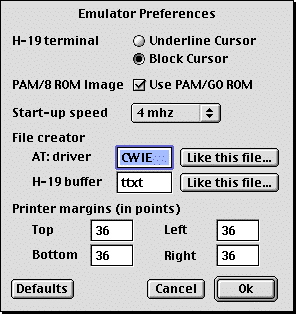 Emulator Preferences
H-19 terminal Underline Cursor
Block Cursor
PAM/8 ROM Image Use PAM/GO ROM
Start-up speed 4 mhz
File creator
AT: driver CWIE Like this file...
H-19 buffer ttxt Like this file...
Printer margins (in points)
Top 36 Left 36
Bottom 36 Right 36
Defaults Cancel Ok